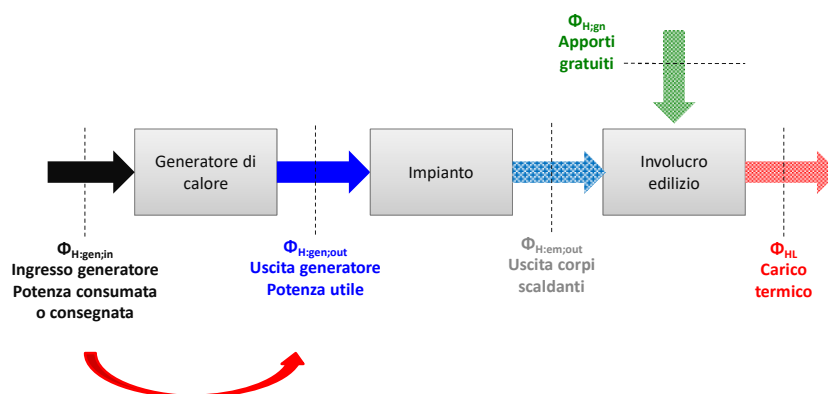 ΦH;gn
Apporti
gratuiti
Generatore di
calore
Impianto
Involucro
edilizio
ΦH:gen;in
Ingresso generatore
Potenza consumata
o consegnata
ΦH:gen;out
Uscita generatore
Potenza utile
ΦH:em;out
Uscita corpi
scaldanti
ΦHL
Carico
termico